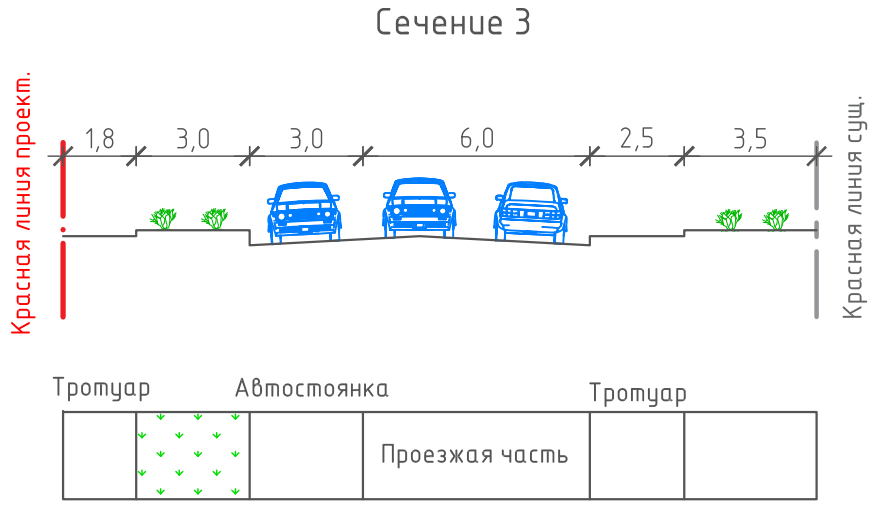 Сечение 3
Красная линия проект.
1,8 3,0 3,0 6,0 2,5 3,5
Красная линия сущ.
Тротуар Автостоянка Тротуар
Проезжая часть